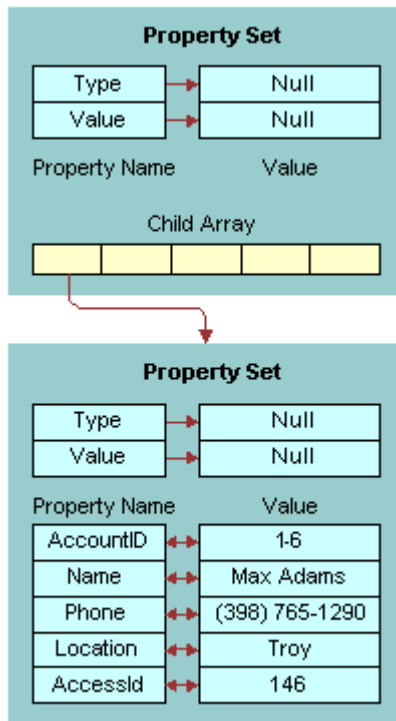 Property Set
Type Null
Value Null
Property Name Value
Child Array
Property Set
Type Null
Value Null
Property Name Value
AccountID 1-6
Name Max Adams
Phone (398) 765-1290
Location Troy
AccessId 146